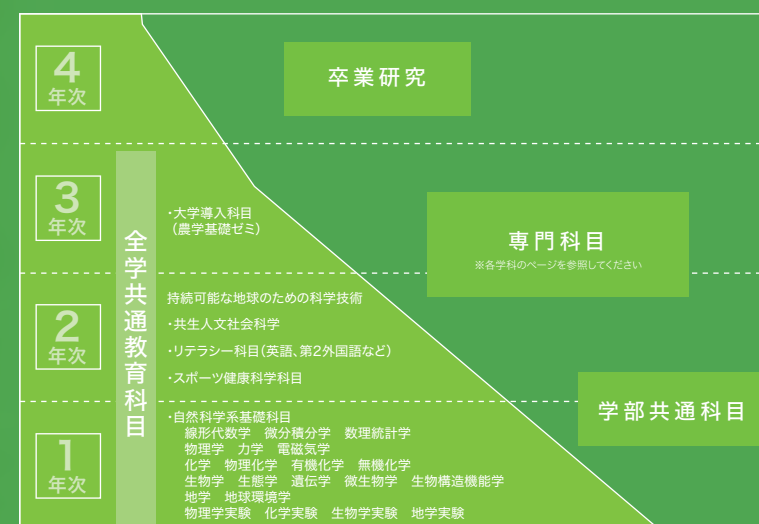 4
年次
卒業研究
3
年次
全学共通教育科目
・大学導入科目
（農学基礎ゼミ）
専門科目
※各学科のページを参照してください
2
年次
持続可能な地球のための科学技術
・共生人文社会科学
・リテラシー科目（英語、第2外国語など）
・スポーツ健康科学科目
学部共通科目
1
年次
・自然科学系基礎科目
線形代数学　微分積分学　数理統計学
物理学　力学　電磁気学
化学　物理化学　有機化学　無機化学
生物学　生態学　遺伝学　微生物学　生物構造機能学
地学　地球環境学
物理学実験　化学実験　生物学実験　地学実験